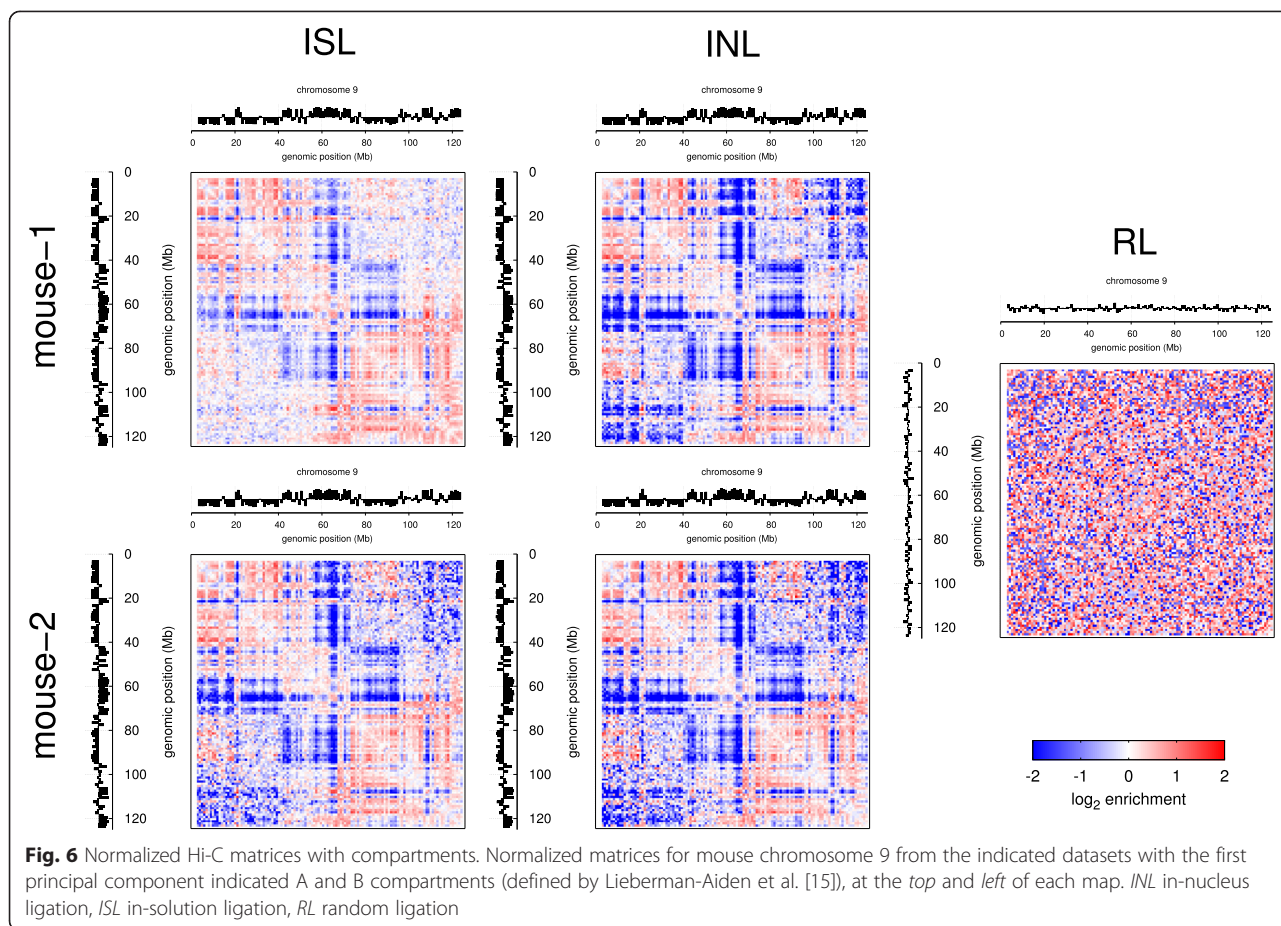 ISL
INL
chromosome 9
0 20 40 60 80 100 120
genomic position (Mb)
chromosome 9
0 20 40 60 80 100 120
genomic position (Mb)
mouse–1
0
20
40
60
80
100
120
genomic position (Mb)
0
20
40
60
80
100
120
genomic position (Mb)
RL
chromosome 9
0 20 40 60 80 100 120
genomic position (Mb)
0
20
40
60
80
100
120
genomic position (Mb)
chromosome 9
0 20 40 60 80 100 120
genomic position (Mb)
chromosome 9
0 20 40 60 80 100 120
genomic position (Mb)
mouse–2
0
20
40
60
80
100
120
genomic position (Mb)
0
20
40
60
80
100
120
genomic position (Mb)
-2 -1 0 1 2
log2 enrichment
Fig. 6 Normalized Hi-C matrices with compartments. Normalized matrices for mouse chromosome 9 from the indicated datasets with the first
principal component indicated A and B compartments (defined by Lieberman-Aiden et al. [15]), at the top and left of each map. INL in-nucleus
ligation, ISL in-solution ligation, RL random ligation